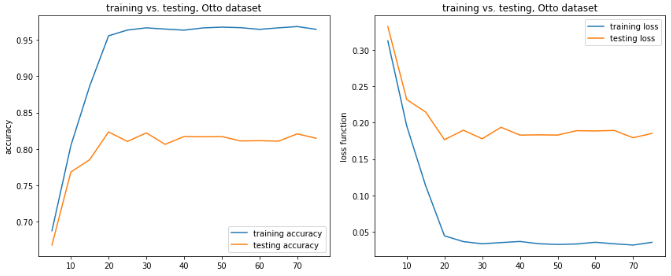 training vs. testing, Otto dataset
accuracy
0.95
0.90
0.85
0.80
0.75
0.70
training accuracy
testing accuracy
10 20 30 40 50 60 70
training vs. testing, Otto dataset
loss function
0.30
0.25
0.20
0.15
0.10
0.05
training loss
testing loss
10 20 30 40 50 60 70